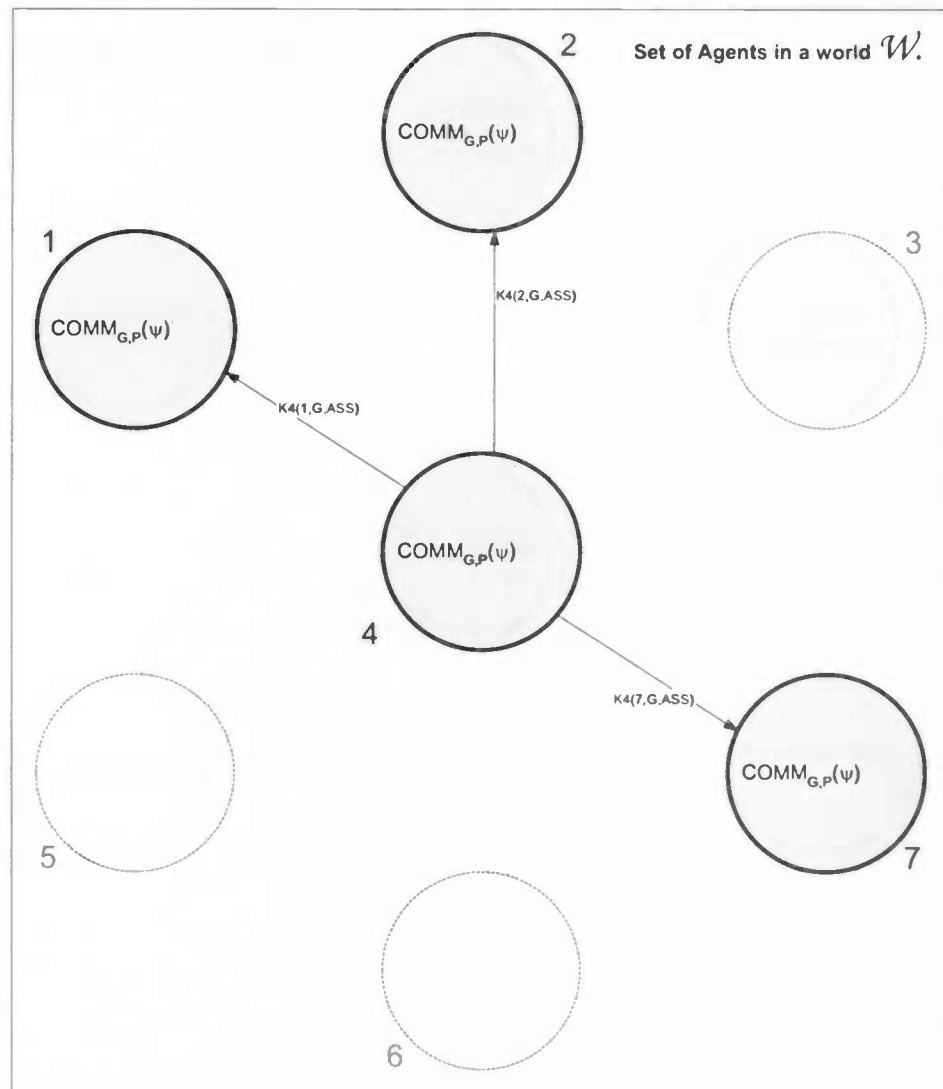 2
Set of Agents in a world 𝒲.
COMM_G,P(ψ)
1
3
COMM_G,P(ψ)
K4(2,G,ASS)
K4(1,G,ASS)
COMM_G,P(ψ)
4
K4(7,G,ASS)
COMM_G,P(ψ)
5
7
6